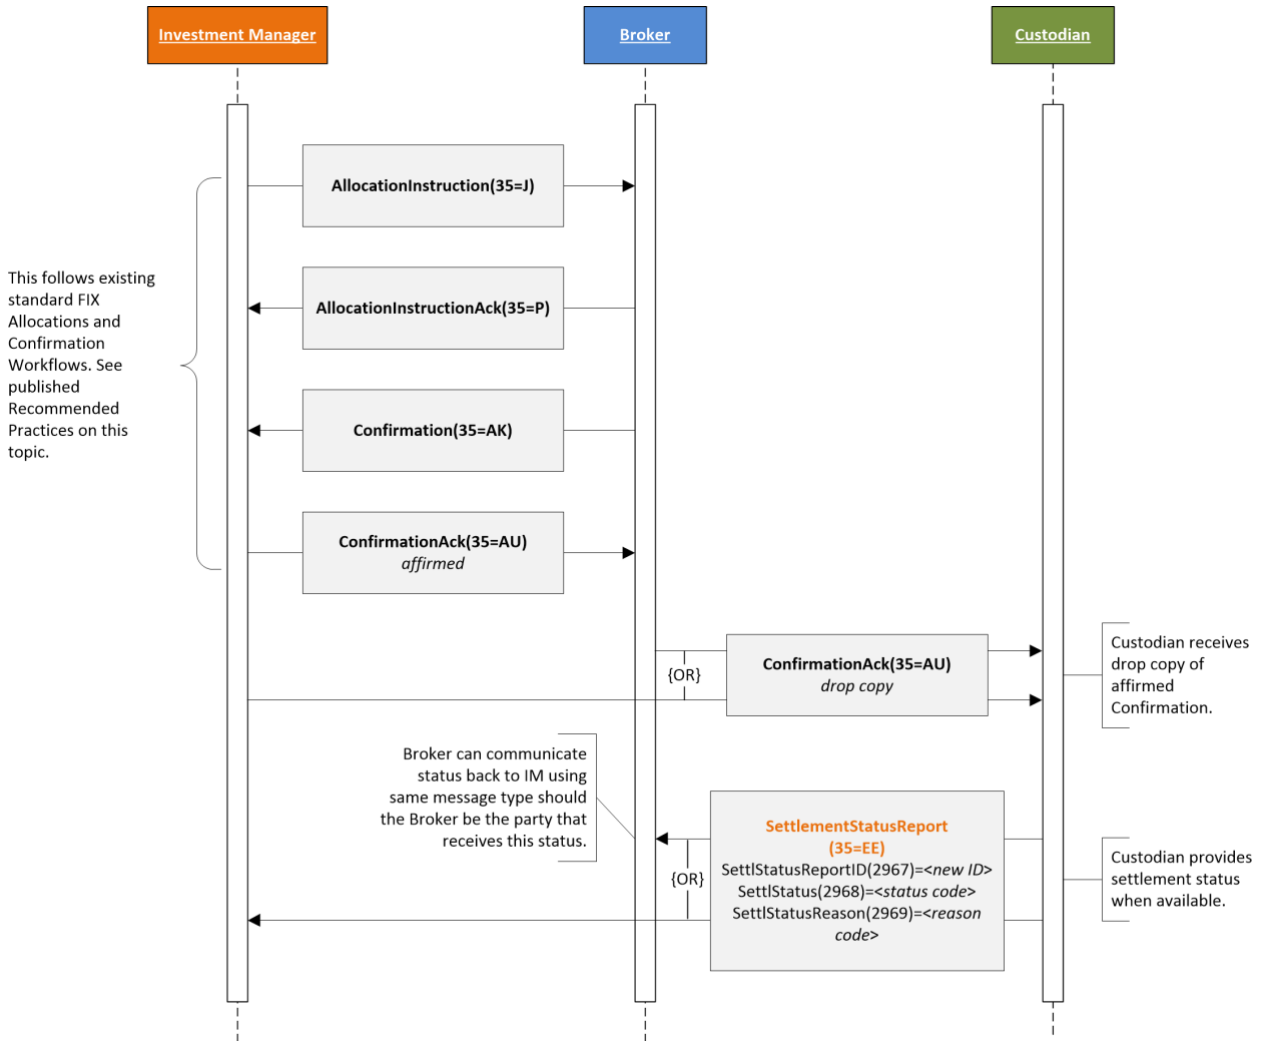 Investment Manager
Broker
Custodian
AllocationInstruction(35=J)
AllocationInstructionAck(35=P)
This follows existing
standard FIX
Allocations and
Confirmation
Workflows. See
published
Recommended
Practices on this
topic.
Confirmation(35=AK)
ConfirmationAck(35=AU)
affirmed
{OR}
ConfirmationAck(35=AU)
drop copy
Custodian receives
drop copy of
affirmed
Confirmation.
Broker can communicate
status back to IM using
same message type should
the Broker be the party that
receives this status.
{OR}
SettlementStatusReport
(35=EE)
SettlStatusReportID(2967)=<new ID>
SettlStatus(2968)=<status code>
SettlStatusReason(2969)=<reason
code>
Custodian provides
settlement status
when available.